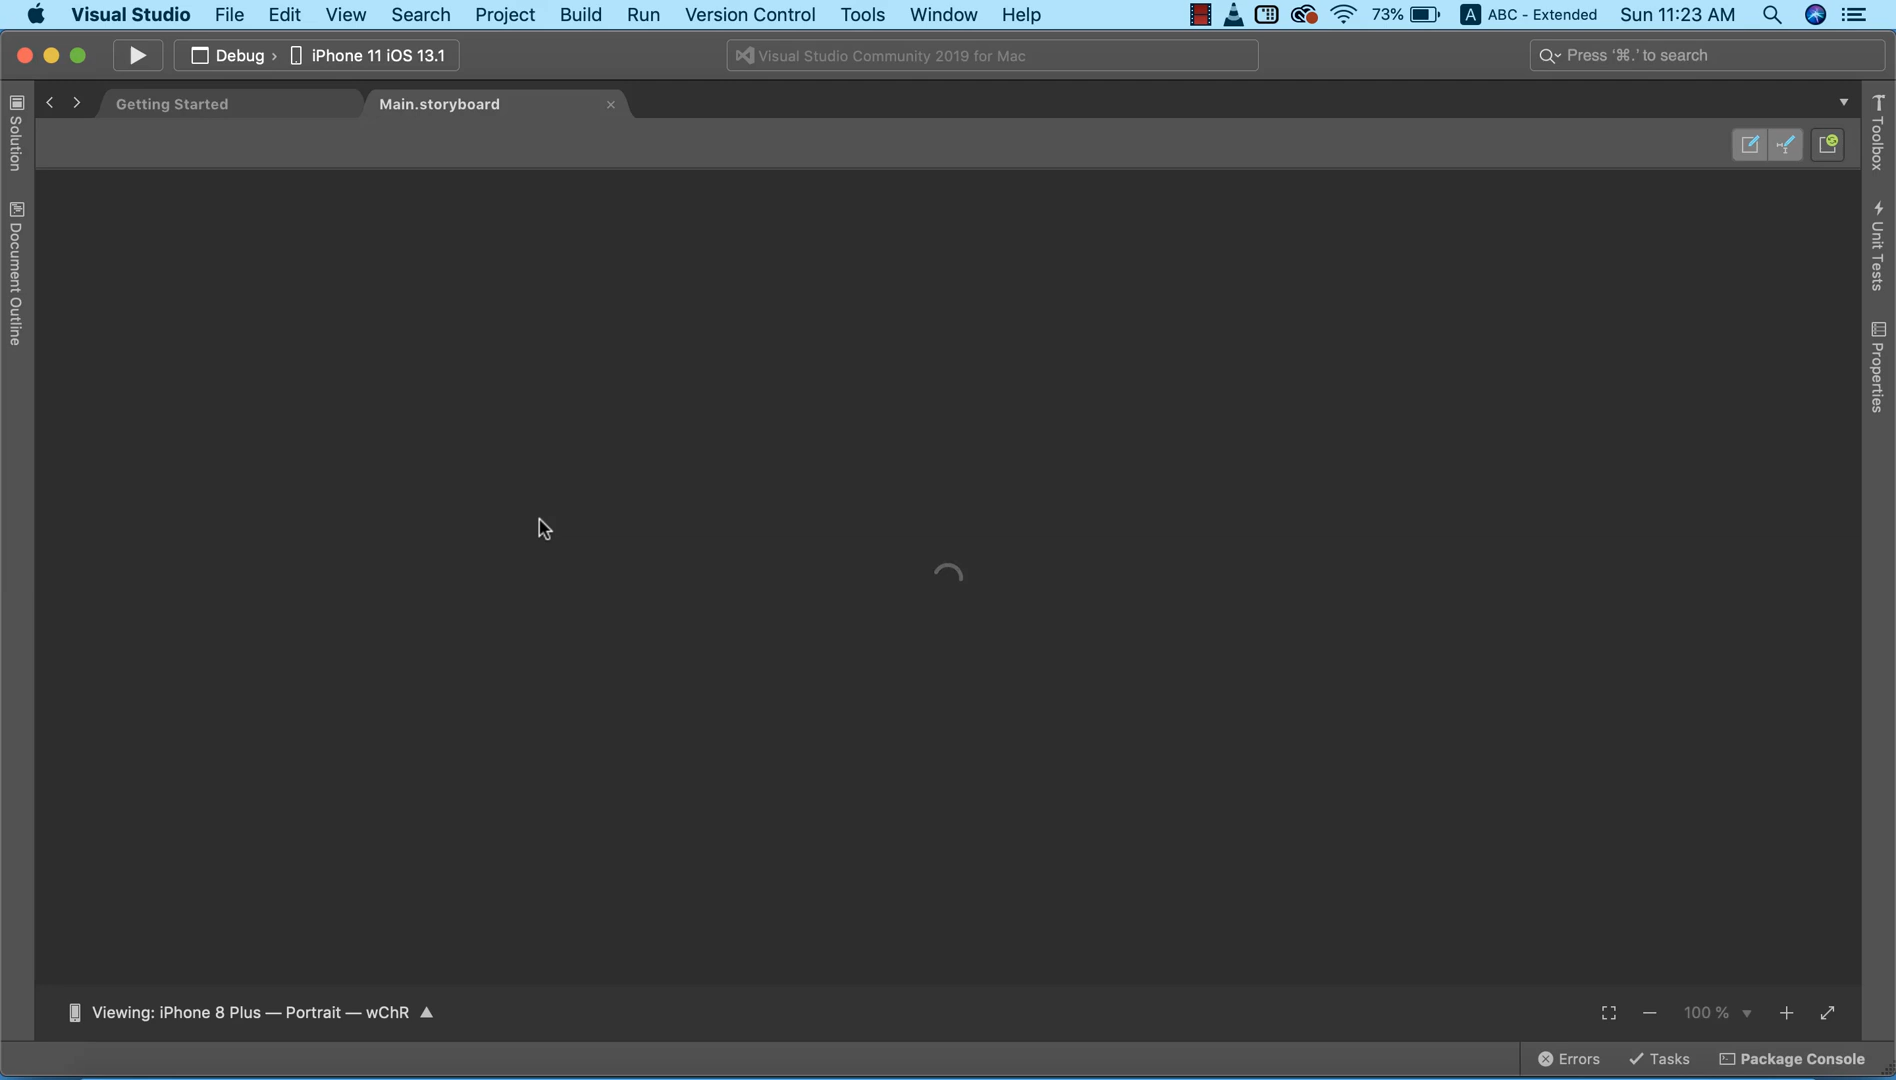 Visual Studio File Edit View Search Project Build Run Version Control Tools Window Help 73% A ABC - Extended Sun 11:23 AM
Debug › iPhone 11 iOS 13.1 Visual Studio Community 2019 for Mac Press ‘⌘.’ to search
Getting Started Main.storyboard
Solution
Document Outline
Toolbox
Unit Tests
Properties
Viewing: iPhone 8 Plus — Portrait — wChR 100 %
Errors Tasks Package Console